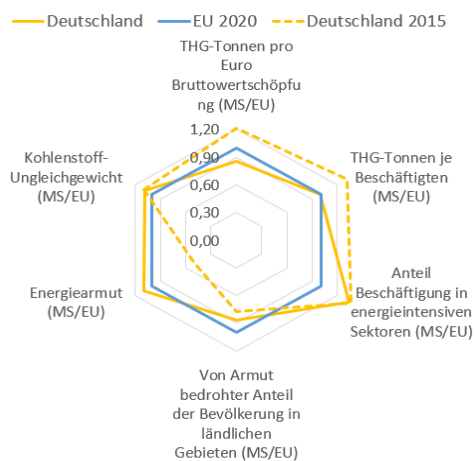 Deutschland EU 2020 Deutschland 2015
THG-Tonnen pro
Euro
Bruttowertschöpfu
ng (MS/EU)
1,20
0,90
0,60
0,30
0,00
THG-Tonnen je
Beschäftigten
(MS/EU)
Anteil
Beschäftigung in
energieintensiven
Sektoren (MS/EU)
Von Armut
bedrohter Anteil
der Bevölkerung in
ländlichen
Gebieten (MS/EU)
Energiearmut
(MS/EU)
Kohlenstoff-
Ungleichgewicht
(MS/EU)